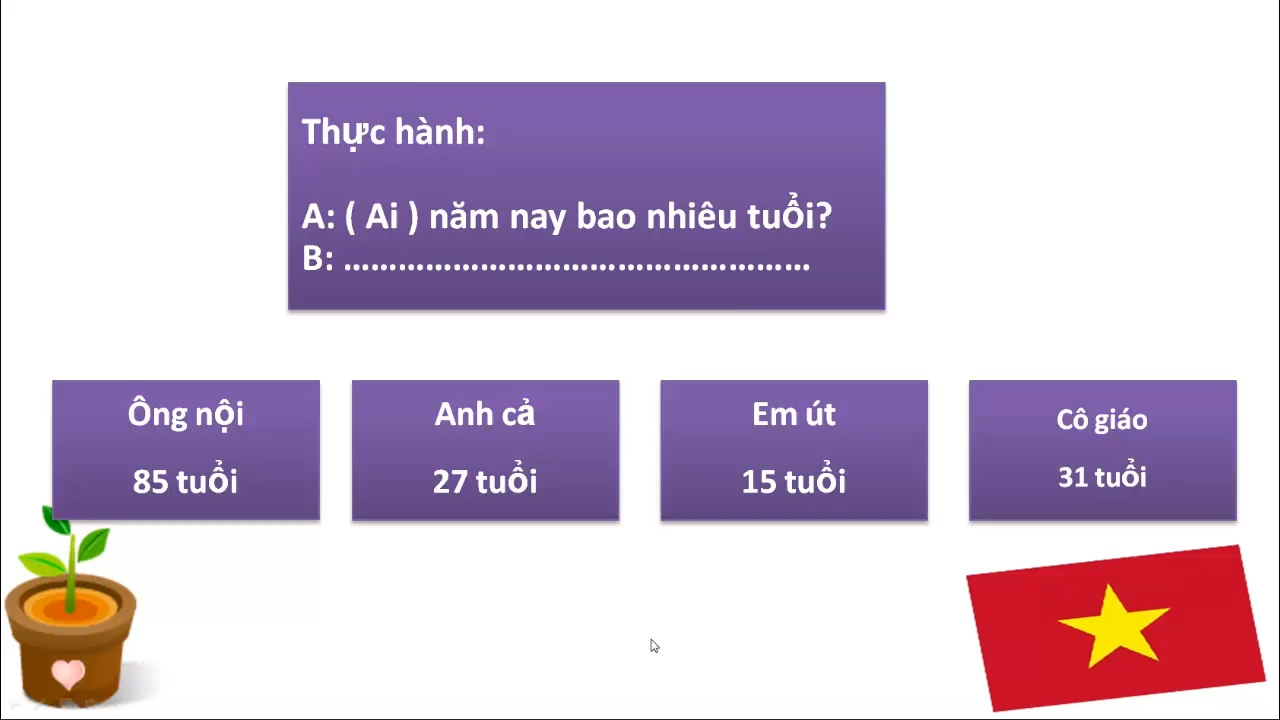 Thực hành:
A: ( Ai ) năm nay bao nhiêu tuổi?
B: ……………………………………………
Ông nội
85 tuổi
Anh cả
27 tuổi
Em út
15 tuổi
Cô giáo
31 tuổi